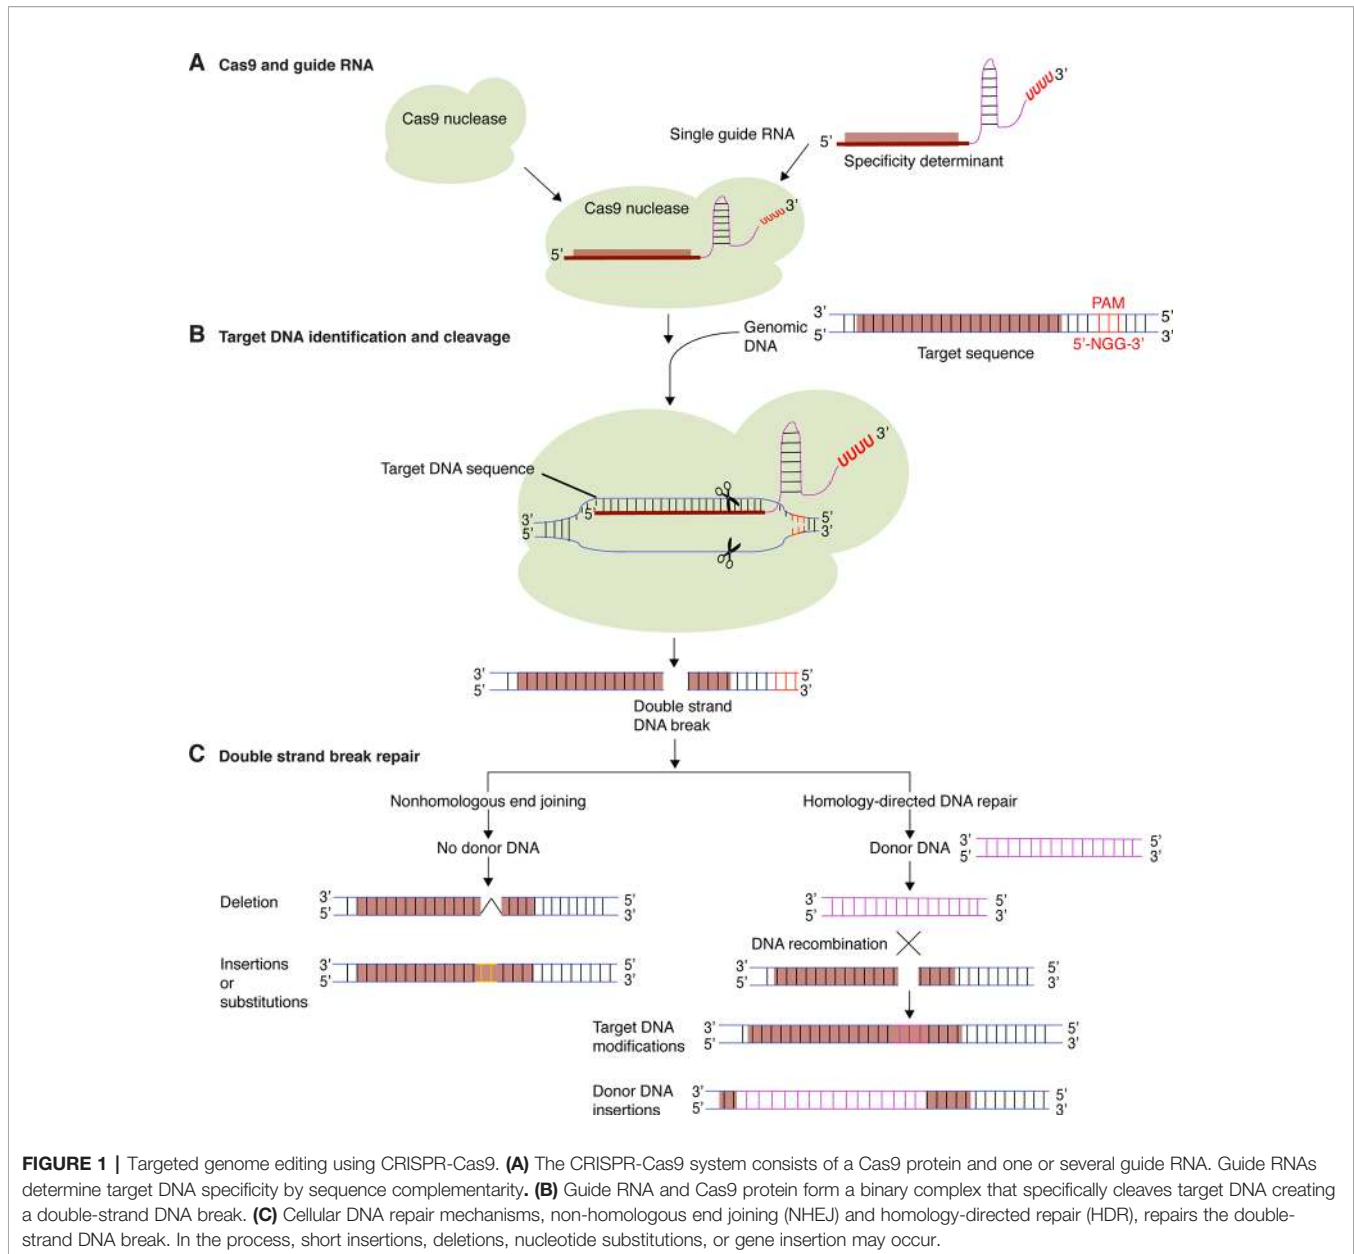 A Cas9 and guide RNA
Cas9 nuclease
UUUU 3'
Single guide RNA
5'
Specificity determinant
Cas9 nuclease
UUUU 3'
5'
B Target DNA identification and cleavage
Genomic
DNA
PAM
3' 5'
5' 3'
5'-NGG-3'
Target sequence
UUUU 3'
Target DNA sequence
5'
3' 5'
5' 3'
3' 5'
5' 3'
Double strand
DNA break
C Double strand break repair
Nonhomologous end joining
Homology-directed DNA repair
No donor DNA
Donor DNA
3' 5'
5' 3'
Deletion
3' 5'
5' 3'
3' 5'
5' 3'
DNA recombination
Insertions
or
substitutions
3' 5'
5' 3'
3' 5'
5' 3'
Target DNA
modifications
3' 5'
5' 3'
Donor DNA
insertions
3' 5'
5' 3'
FIGURE 1 | Targeted genome editing using CRISPR-Cas9. (A) The CRISPR-Cas9 system consists of a Cas9 protein and one or several guide RNA. Guide RNAs
determine target DNA specificity by sequence complementarity. (B) Guide RNA and Cas9 protein form a binary complex that specifically cleaves target DNA creating
a double-strand DNA break. (C) Cellular DNA repair mechanisms, non-homologous end joining (NHEJ) and homology-directed repair (HDR), repairs the double-
strand DNA break. In the process, short insertions, deletions, nucleotide substitutions, or gene insertion may occur.